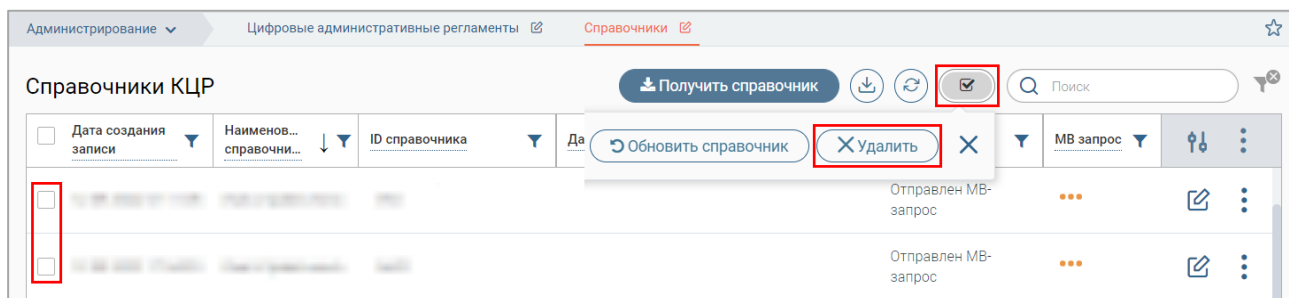 Администрирование Цифровые административные регламенты Справочники
Справочники КЦР Получить справочник Поиск
Дата создания записи Наименов... справочни... ID справочника Да МВ запрос
Обновить справочник Удалить
Отправлен МВ-
запрос
Отправлен МВ-
запрос